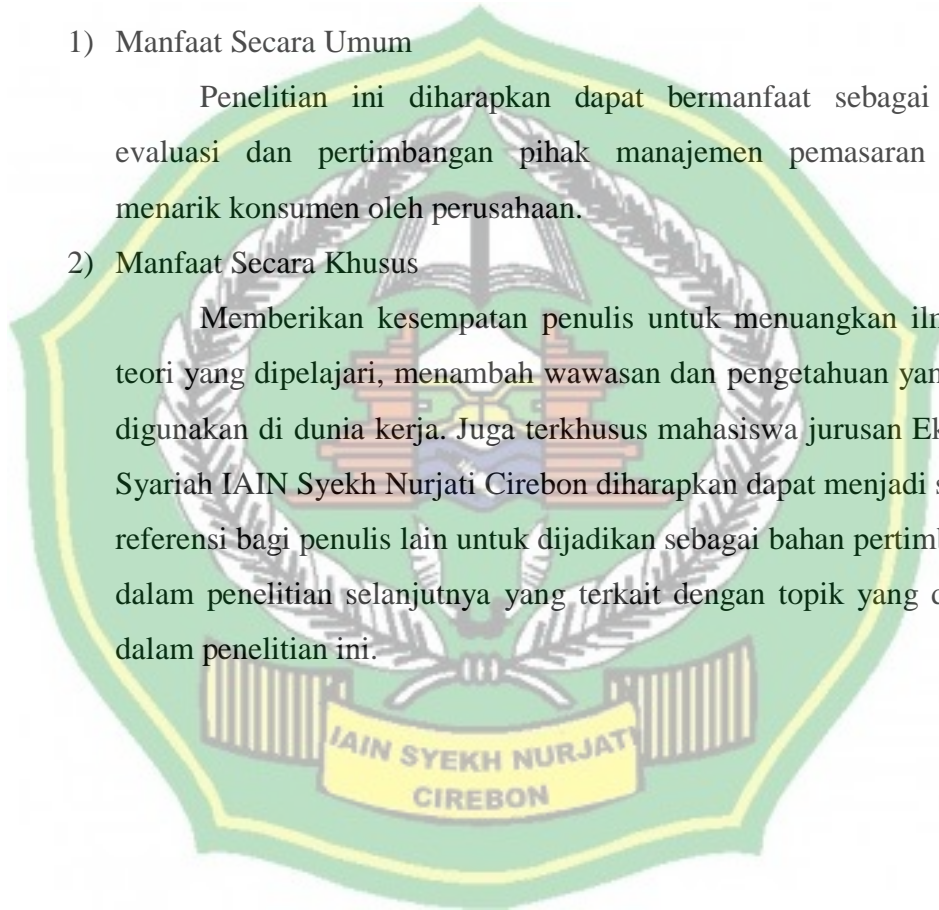 1) Manfaat Secara Umum
Penelitian ini diharapkan dapat bermanfaat sebagai
evaluasi dan pertimbangan pihak manajemen pemasaran
menarik konsumen oleh perusahaan.
2) Manfaat Secara Khusus
Memberikan kesempatan penulis untuk menuangkan
teori yang dipelajari, menambah wawasan dan pengetahuan
digunakan di dunia kerja. Juga terkhusus mahasiswa jurusan
Syariah IAIN Syekh Nurjati Cirebon diharapkan dapat menjadi
referensi bagi penulis lain untuk dijadikan sebagai bahan
dalam penelitian selanjutnya yang terkait dengan topik yang
dalam penelitian ini.
IAIN SYEKH NURJATI
CIREBON